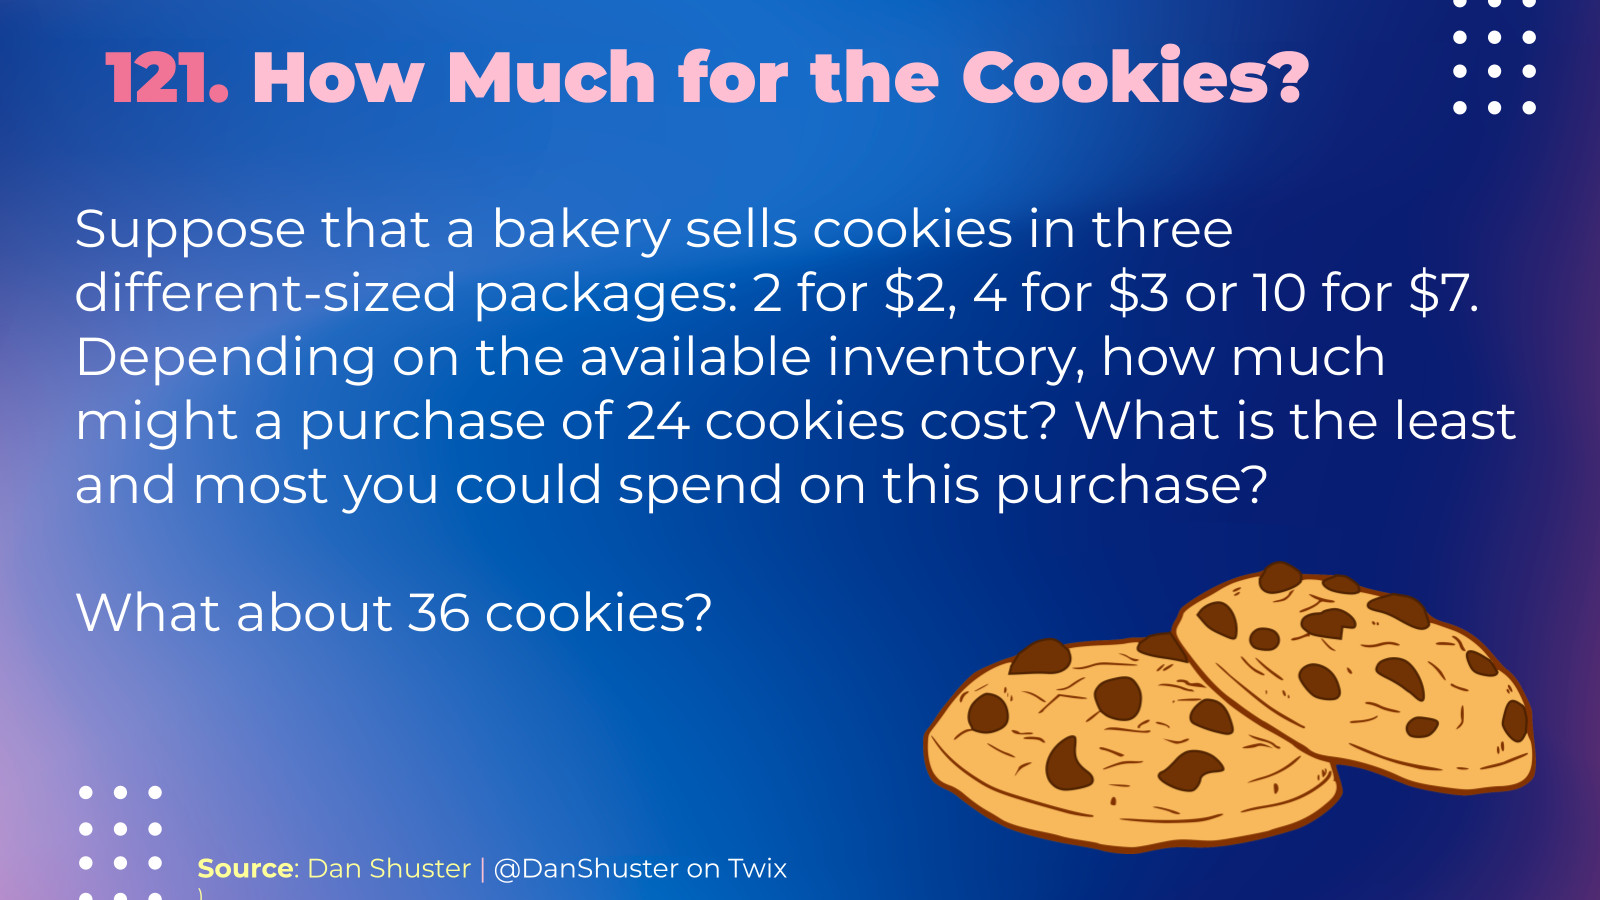 121. How Much for the Cookies?
Suppose that a bakery sells cookies in three
different-sized packages: 2 for $2, 4 for $3 or 10 for $7.
Depending on the available inventory, how much
might a purchase of 24 cookies cost? What is the least
and most you could spend on this purchase?
What about 36 cookies?
Source: Dan Shuster | @DanShuster on Twix
)